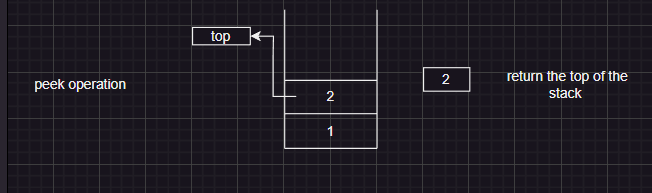 top
peek operation
2
1
2
return the top of the
stack